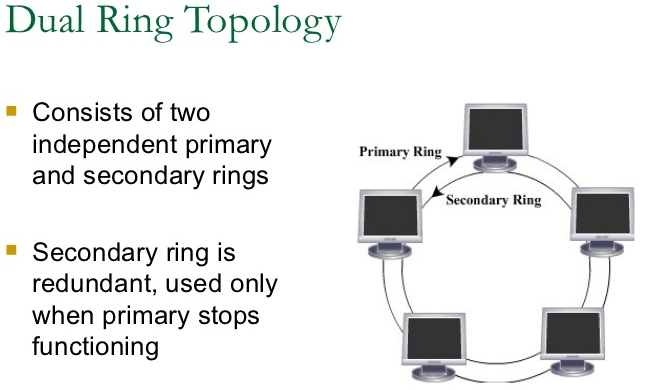 Dual Ring Topology
Consists of two
independent primary
and secondary rings
Secondary ring is
redundant, used only
when primary stops
functioning
Primary Ring
Secondary Ring